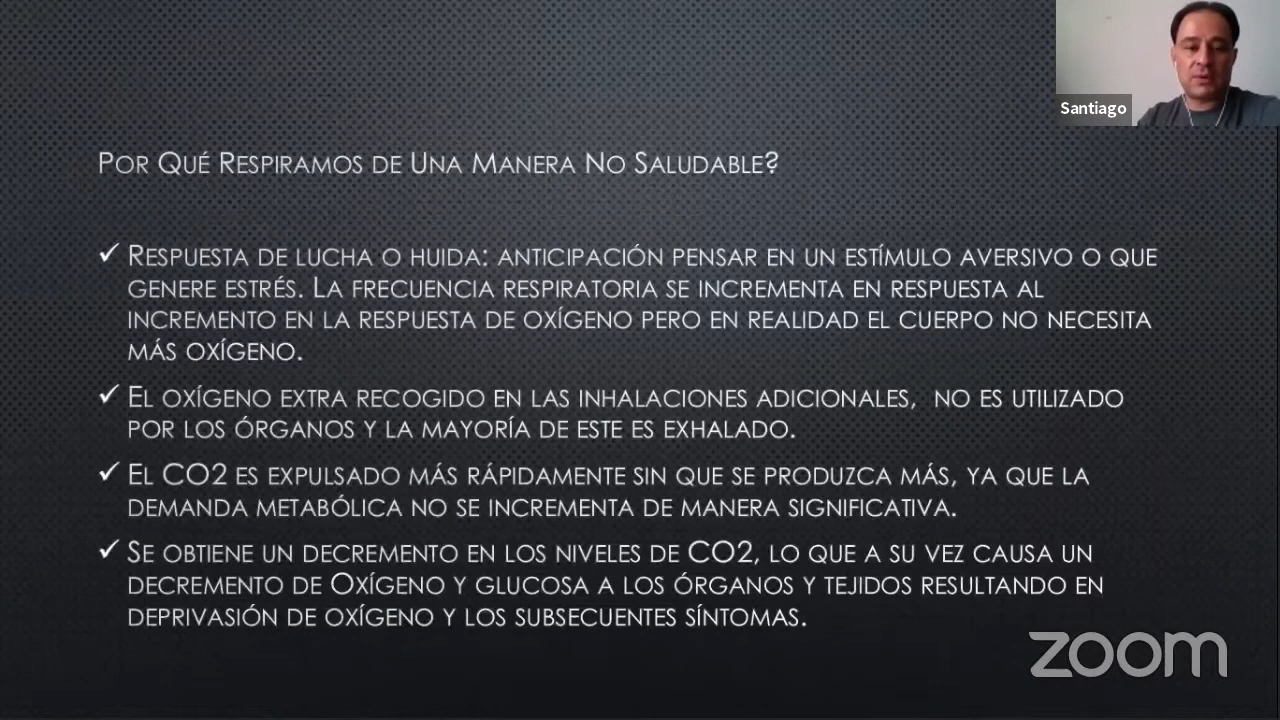 Santiago
Por Qué Respiramos de Una Manera No Saludable?
✓ Respuesta de lucha o huida: anticipación pensar en un estímulo aversivo o que
genere estrés. La frecuencia respiratoria se incrementa en respuesta al
incremento en la respuesta de oxígeno pero en realidad el cuerpo no necesita
más oxígeno.
✓ El oxígeno extra recogido en las inhalaciones adicionales, no es utilizado
por los órganos y la mayoría de este es exhalado.
✓ El CO2 es expulsado más rápidamente sin que se produzca más, ya que la
demanda metabólica no se incrementa de manera significativa.
✓ Se obtiene un decremento en los niveles de CO2, lo que a su vez causa un
decremento de Oxígeno y glucosa a los órganos y tejidos resultando en
deprivasión de oxígeno y los subsecuentes síntomas.
zoom